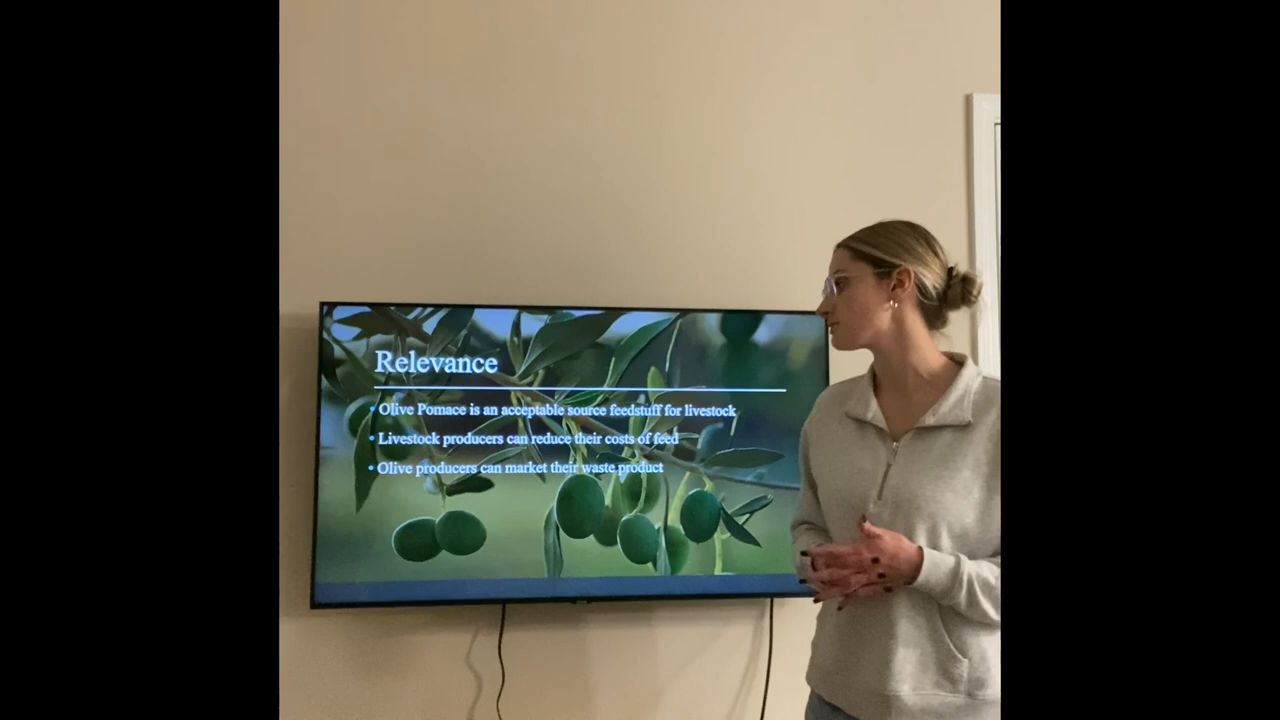 Relevance
• Olive Pomace is an acceptable source feedstuff for livestock
• Livestock producers can reduce their costs of feed
• Olive producers can market their waste product